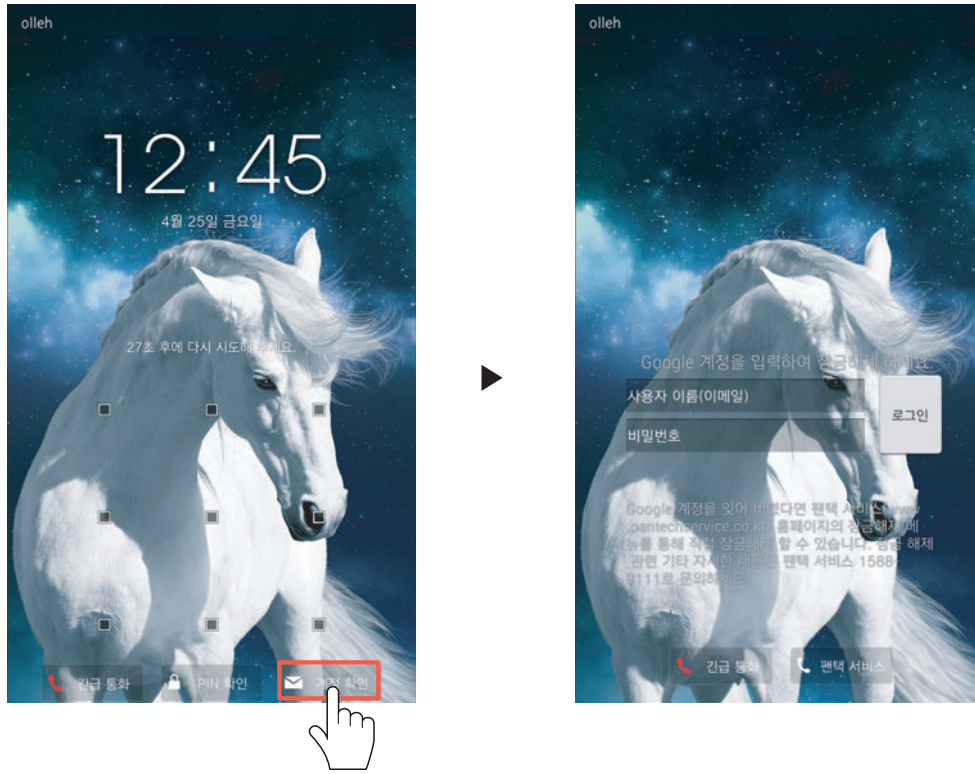 olleh
12:45
4월 25일 금요일
27초 후에 다시 시도해 주세요.
긴급 통화
PIN 확인
계정 확인
olleh
Google 계정을 입력하여 잠금해제 하세요.
사용자 이름(이메일)
비밀번호
로그인
Google 계정을 잊어 버렸다면 팬택 서비스(www
.pantechservice.co.kr) 홈페이지의 잠금해제 메
뉴를 통해 직접 잠금해제 할 수 있습니다. 잠금 해제
관련 기타 자세한 내용은 팬택 서비스 1588-
9111로 문의하세요.
긴급 통화
팬택 서비스